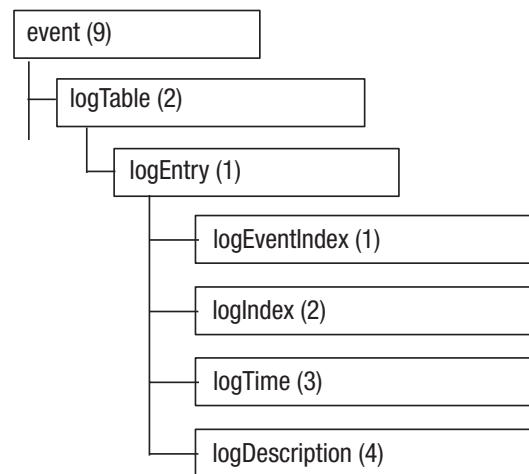 event (9)
logTable (2)
logEntry (1)
logEventIndex (1)
logIndex (2)
logTime (3)
logDescription (4)